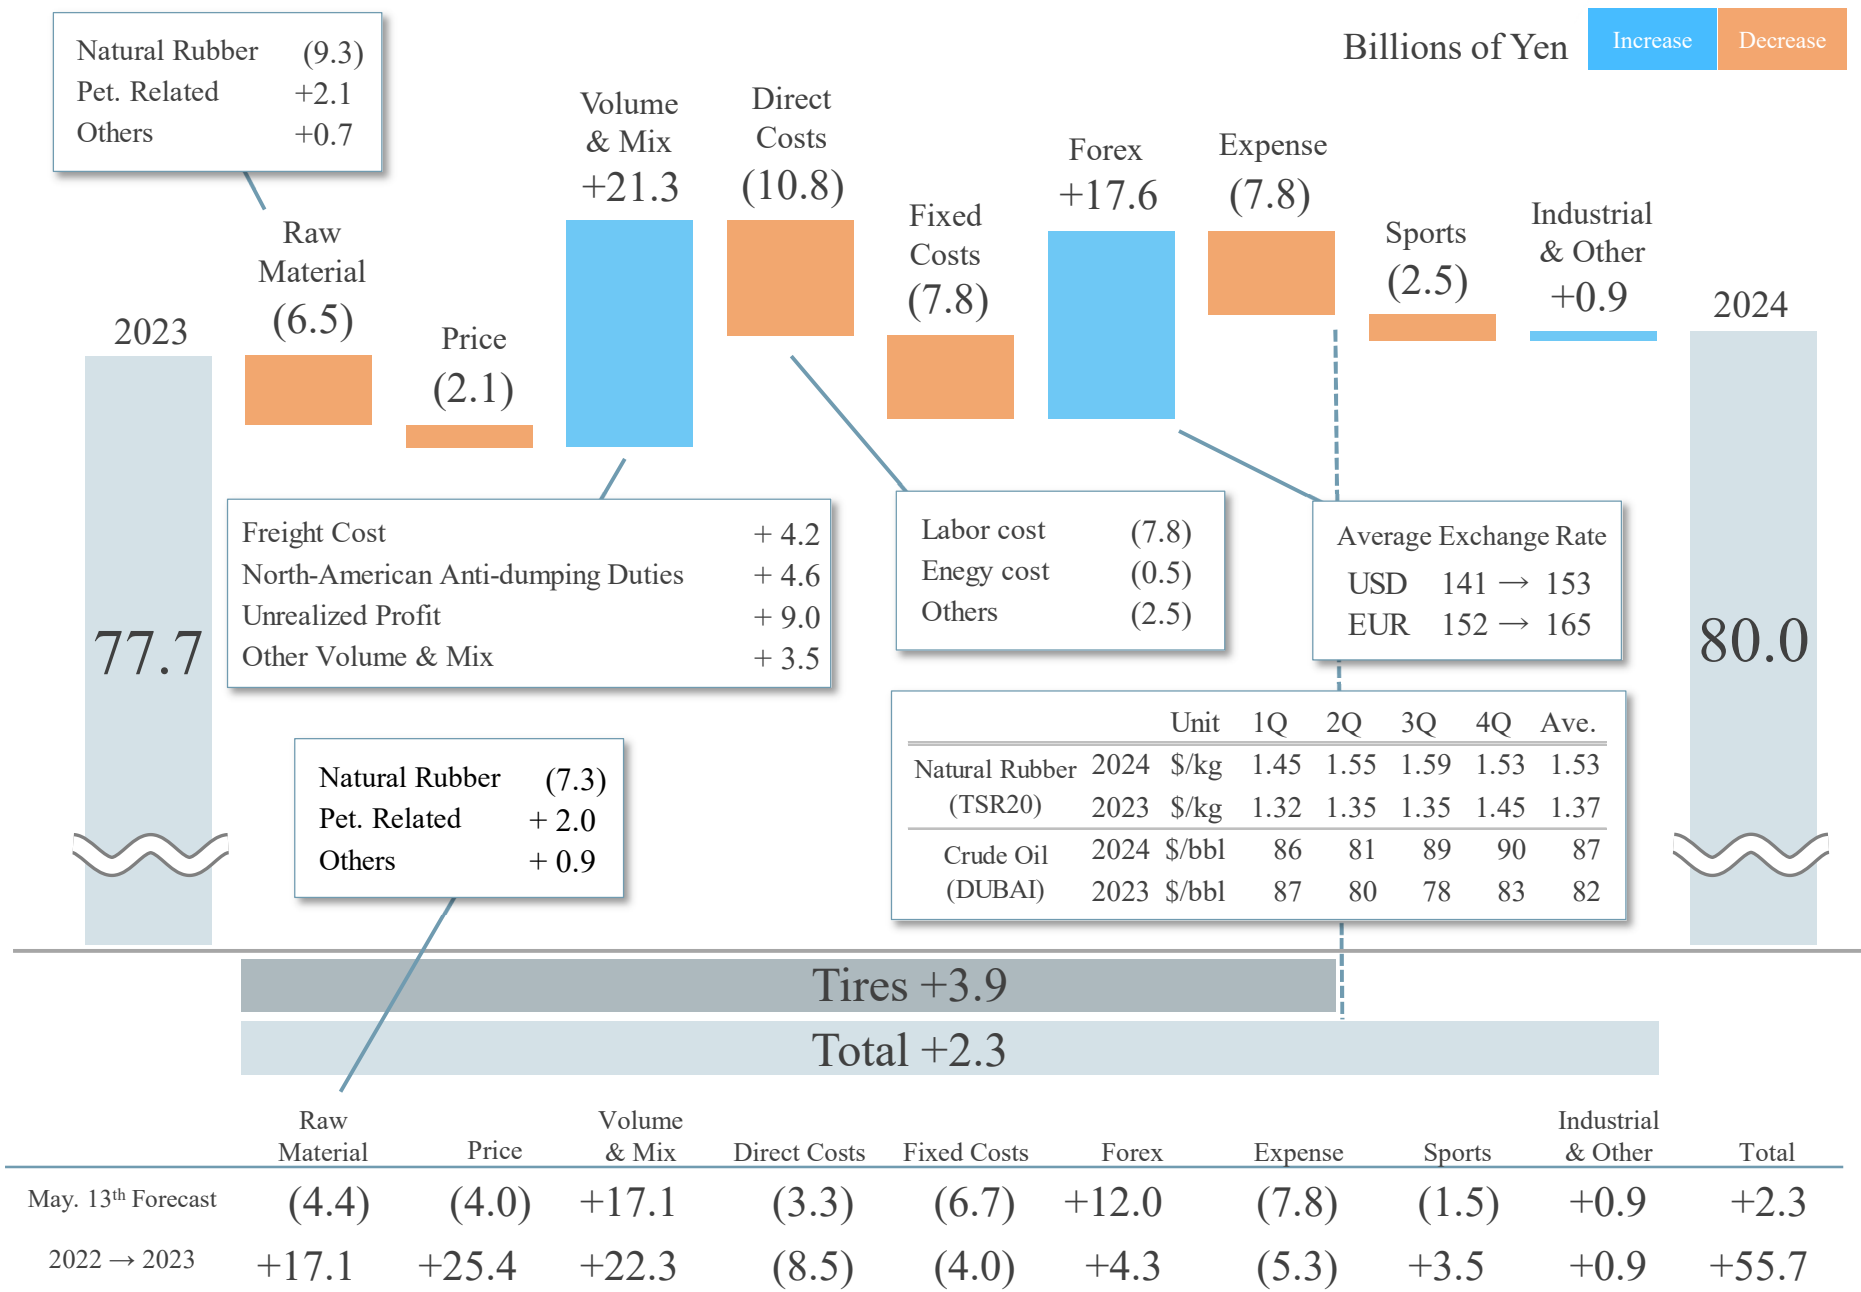 Billions of Yen
Increase Decrease
Natural Rubber (9.3)
Pet. Related +2.1
Others +0.7
2023
Raw
Material
(6.5)
Price
(2.1)
Volume
& Mix
+21.3
Direct
Costs
(10.8)
Fixed
Costs
(7.8)
Forex
+17.6
Expense
(7.8)
Sports
(2.5)
Industrial
& Other
+0.9
2024
77.7
80.0
Freight Cost + 4.2
North-American Anti-dumping Duties + 4.6
Unrealized Profit + 9.0
Other Volume & Mix + 3.5
Labor cost (7.8)
Enegy cost (0.5)
Others (2.5)
Average Exchange Rate
USD 141 → 153
EUR 152 → 165
Natural Rubber (7.3)
Pet. Related + 2.0
Others + 0.9
Unit 1Q 2Q 3Q 4Q Ave.
Natural Rubber 2024 $/kg 1.45 1.55 1.59 1.53 1.53
(TSR20) 2023 $/kg 1.32 1.35 1.35 1.45 1.37
Crude Oil 2024 $/bbl 86 81 89 90 87
(DUBAI) 2023 $/bbl 87 80 78 83 82
Tires +3.9
Total +2.3
Raw Volume Industrial
Material Price & Mix Direct Costs Fixed Costs Forex Expense Sports & Other Total
May. 13th Forecast (4.4) (4.0) +17.1 (3.3) (6.7) +12.0 (7.8) (1.5) +0.9 +2.3
2022 → 2023 +17.1 +25.4 +22.3 (8.5) (4.0) +4.3 (5.3) +3.5 +0.9 +55.7